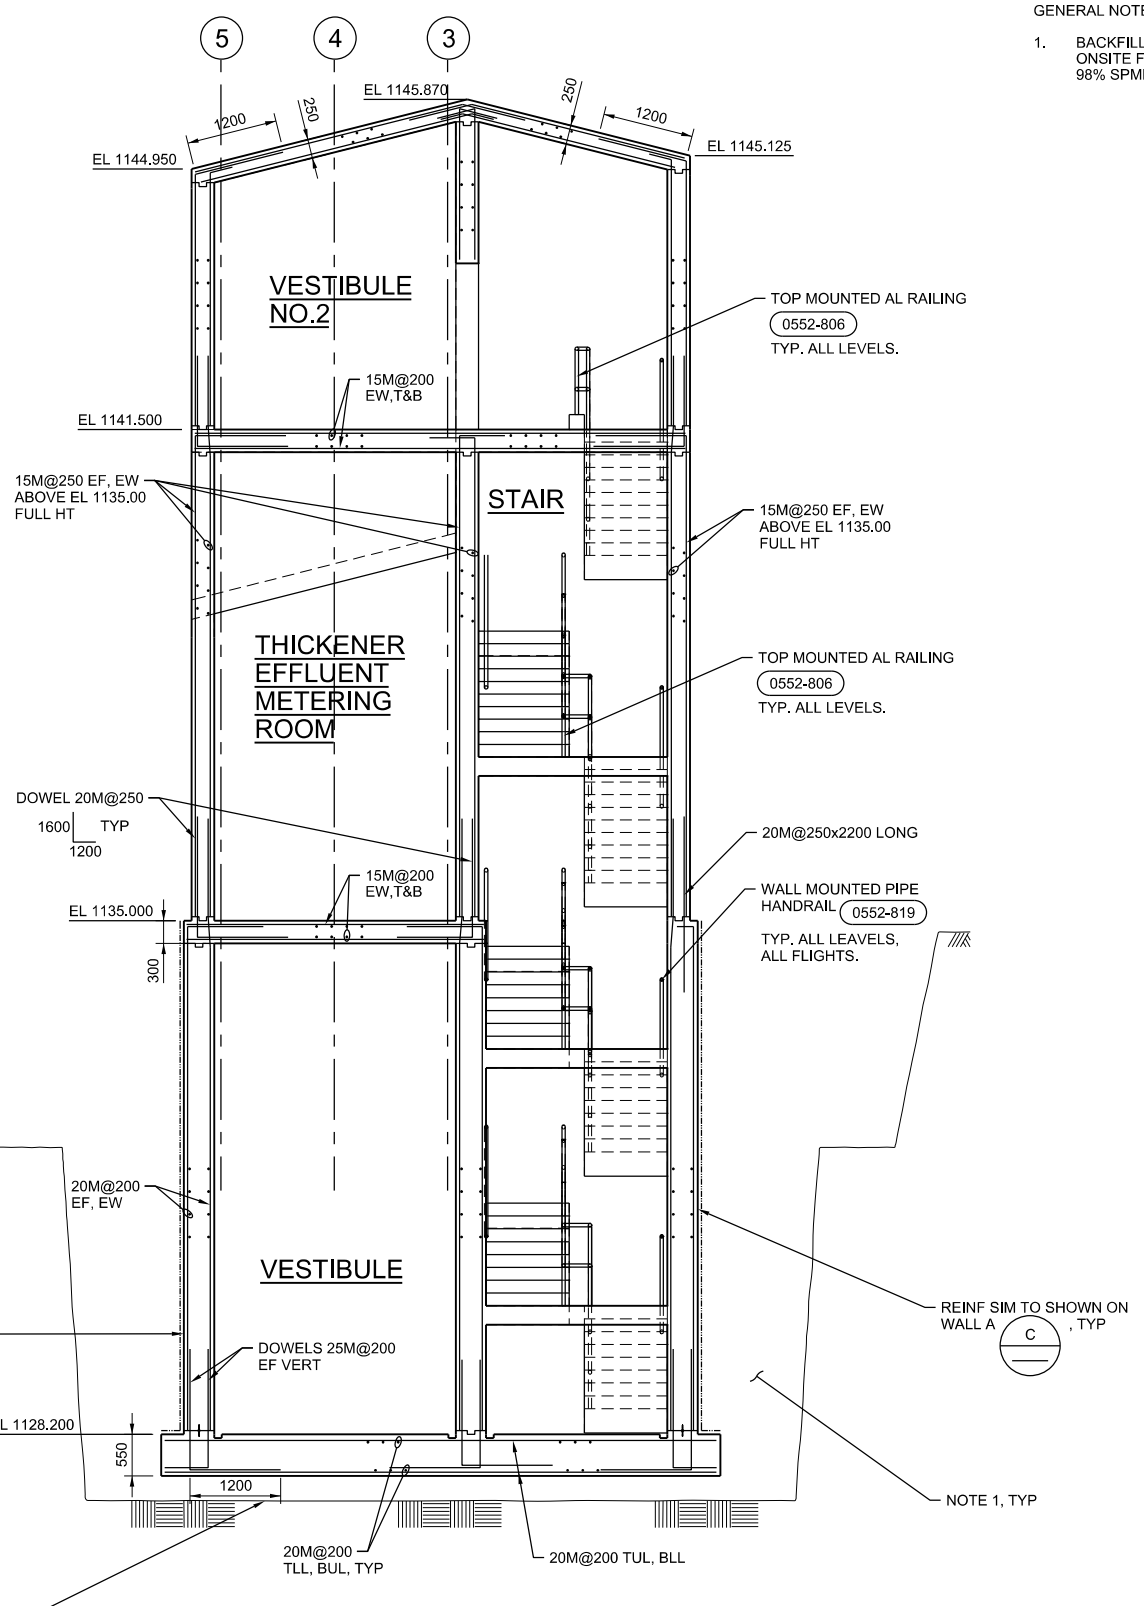 GENERAL NOTE
1. BACKFILL
ONSITE F
98% SPM
5
4
3
EL 1145.870
1200
250
250
1200
EL 1144.950
EL 1145.125
VESTIBULE
NO.2
TOP MOUNTED AL RAILING
0552-806
TYP. ALL LEVELS.
15M@200
EW,T&B
EL 1141.500
15M@250 EF, EW
ABOVE EL 1135.00
FULL HT
STAIR
15M@250 EF, EW
ABOVE EL 1135.00
FULL HT
THICKENER
EFFLUENT
METERING
ROOM
TOP MOUNTED AL RAILING
0552-806
TYP. ALL LEVELS.
DOWEL 20M@250
1600 TYP
1200
20M@250x2200 LONG
15M@200
EW,T&B
WALL MOUNTED PIPE
HANDRAIL 0552-819
TYP. ALL LEAVELS,
ALL FLIGHTS.
EL 1135.000
300
20M@200
EF, EW
VESTIBULE
REINF SIM TO SHOWN ON
WALL A C , TYP
DOWELS 25M@200
EF VERT
L 1128.200
550
1200
NOTE 1, TYP
20M@200
TLL, BUL, TYP
20M@200 TUL, BLL